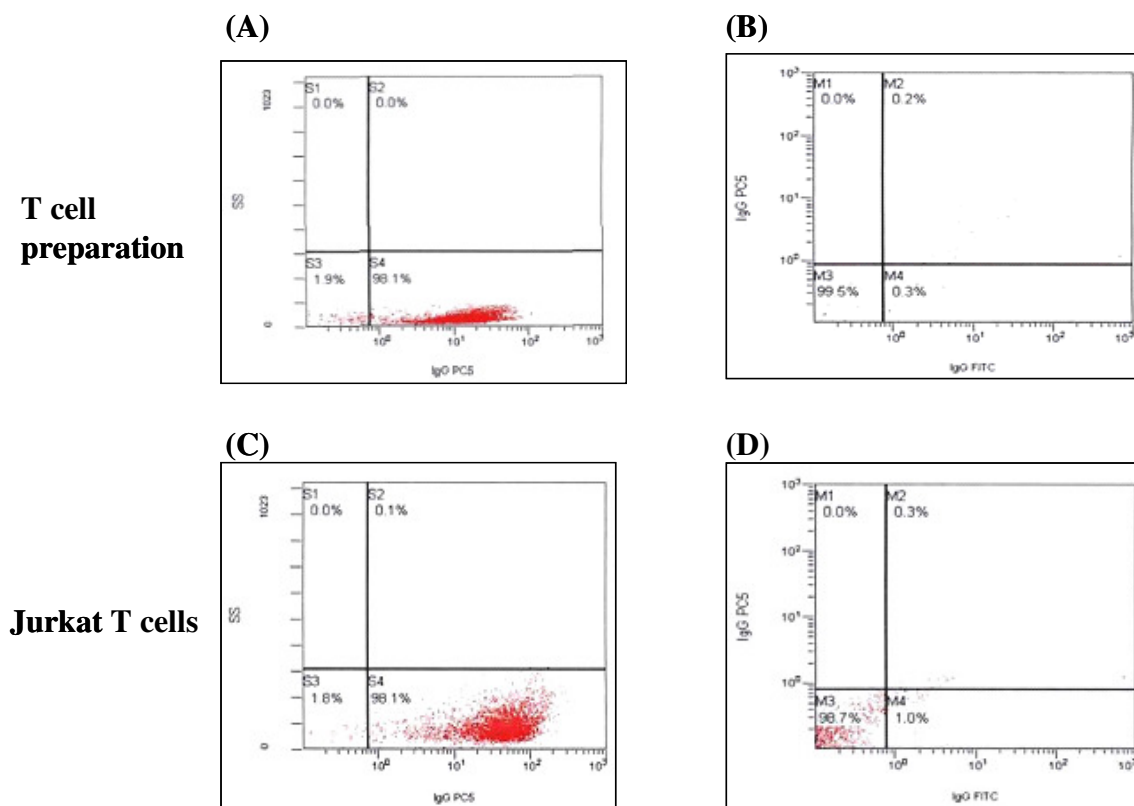 (A)
(B)
T cell
preparation
S1
0.0%
S2
0.0%
S3
1.9%
S4
98.1%
1023
SS
0
10⁰
10¹
10²
10³
IgG PC5
M1
0.0%
M2
0.2%
M3
99.5%
M4
0.3%
10³
10²
10¹
10⁰
IgG PC5
10⁰
10¹
10²
10³
IgG FITC
(C)
(D)
Jurkat T cells
S1
0.0%
S2
0.1%
S3
1.8%
S4
98.1%
1023
SS
0
10⁰
10¹
10²
10³
IgG PC5
M1
0.0%
M2
0.3%
M3
98.7%
M4
1.0%
10³
10²
10¹
10⁰
IgG PC5
10⁰
10¹
10²
IgG FITC